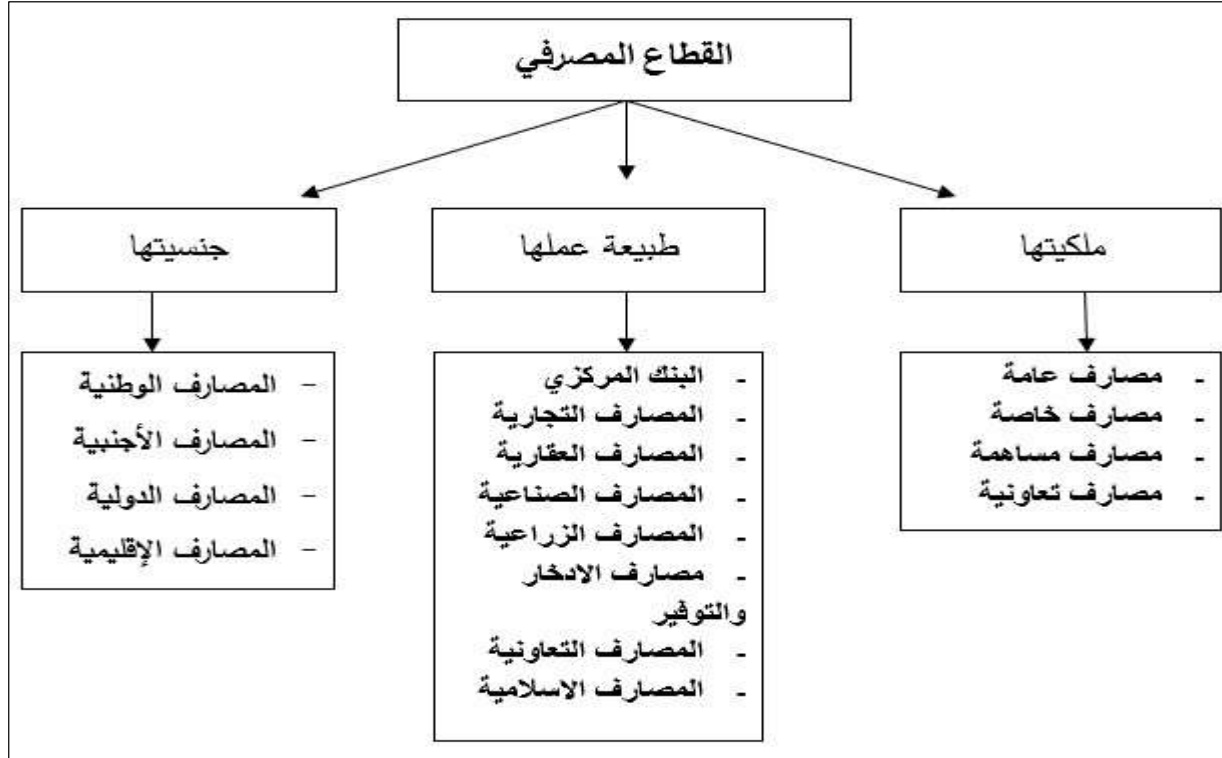 القطاع المصرفي
ملكيتها
طبيعة عملها
جنسيتها
- مصارف عامة
- مصارف خاصة
- مصارف مساهمة
- مصارف تعاونية
- البنك المركزي
- المصارف التجارية
- المصارف العقارية
- المصارف الصناعية
- المصارف الزراعية
- مصارف الادخار
والتوفير
- المصارف التعاونية
- المصارف الاسلامية
- المصارف الوطنية
- المصارف الأجنبية
- المصارف الدولية
- المصارف الإقليمية